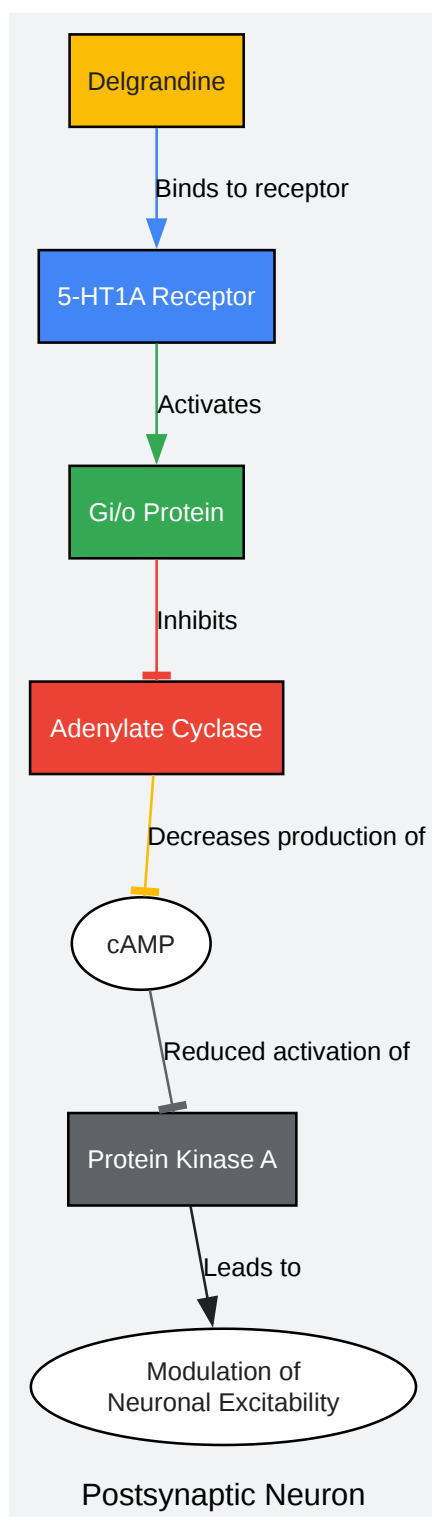 Delgrandine
Binds to receptor
5-HT1A Receptor
Activates
Gi/o Protein
Inhibits
Adenylate Cyclase
Decreases production of
cAMP
Reduced activation of
Protein Kinase A
Leads to
Modulation of
Neuronal Excitability
Postsynaptic Neuron